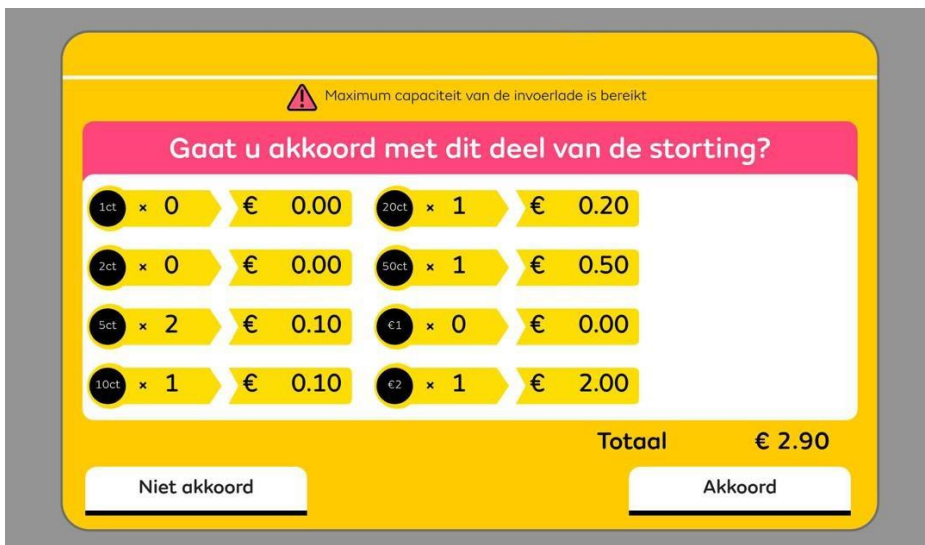 Maximum capaciteit van de invoerlade is bereikt
Gaat u akkoord met dit deel van de storting?
1ct × 0 € 0.00 20ct × 1 € 0.20
2ct × 0 € 0.00 50ct × 1 € 0.50
5ct × 2 € 0.10 €1 × 0 € 0.00
10ct × 1 € 0.10 €2 × 1 € 2.00
Totaal € 2.90
Niet akkoord Akkoord